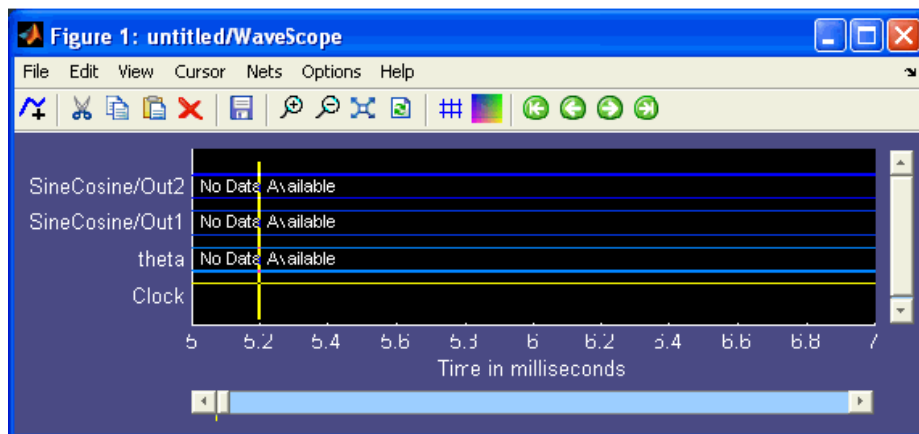 Figure 1: untitled/WaveScope
File Edit View Cursor Nets Options Help
SineCosine/Out2 No Data Available
SineCosine/Out1 No Data Available
theta No Data Available
Clock
5 5.2 5.4 5.6 5.8 6 6.2 6.4 6.6 6.8 7
Time in milliseconds